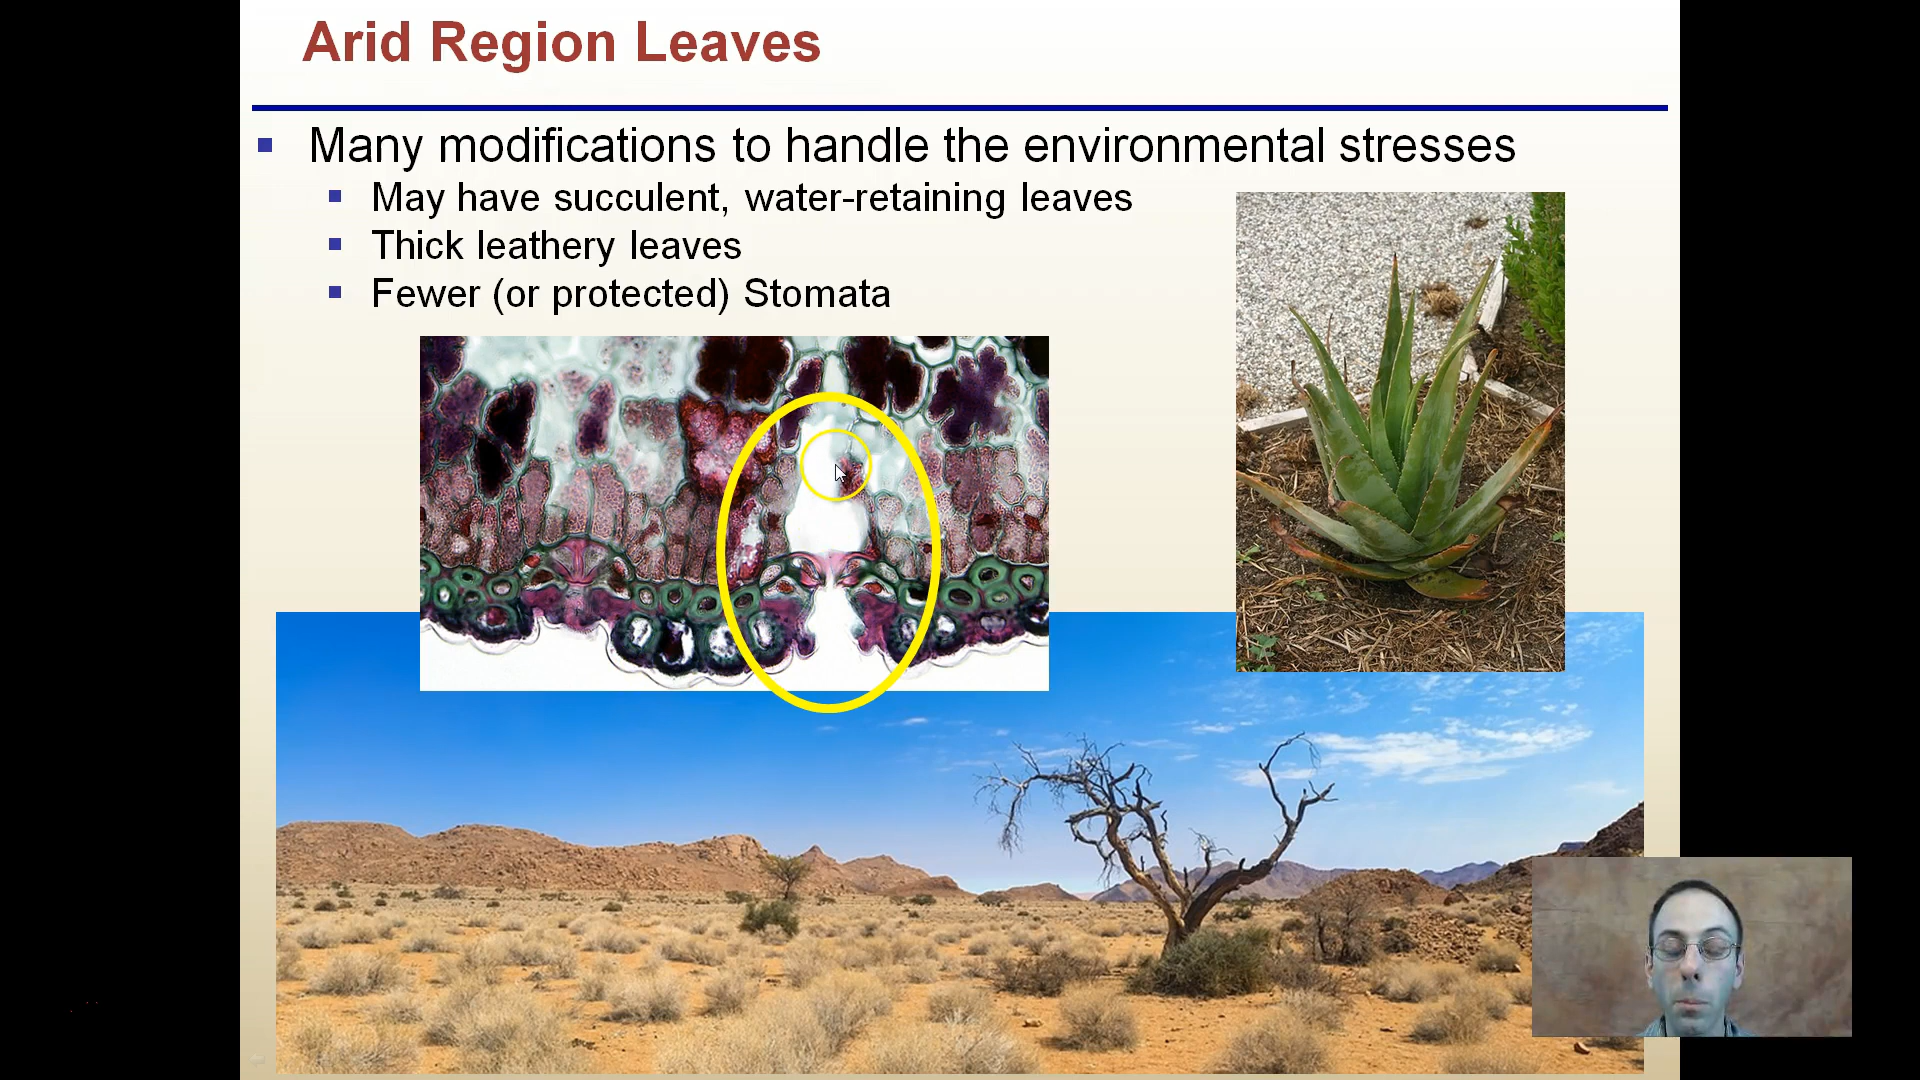 Arid Region Leaves
Many modifications to handle the environmental stresses
May have succulent, water-retaining leaves
Thick leathery leaves
Fewer (or protected) Stomata